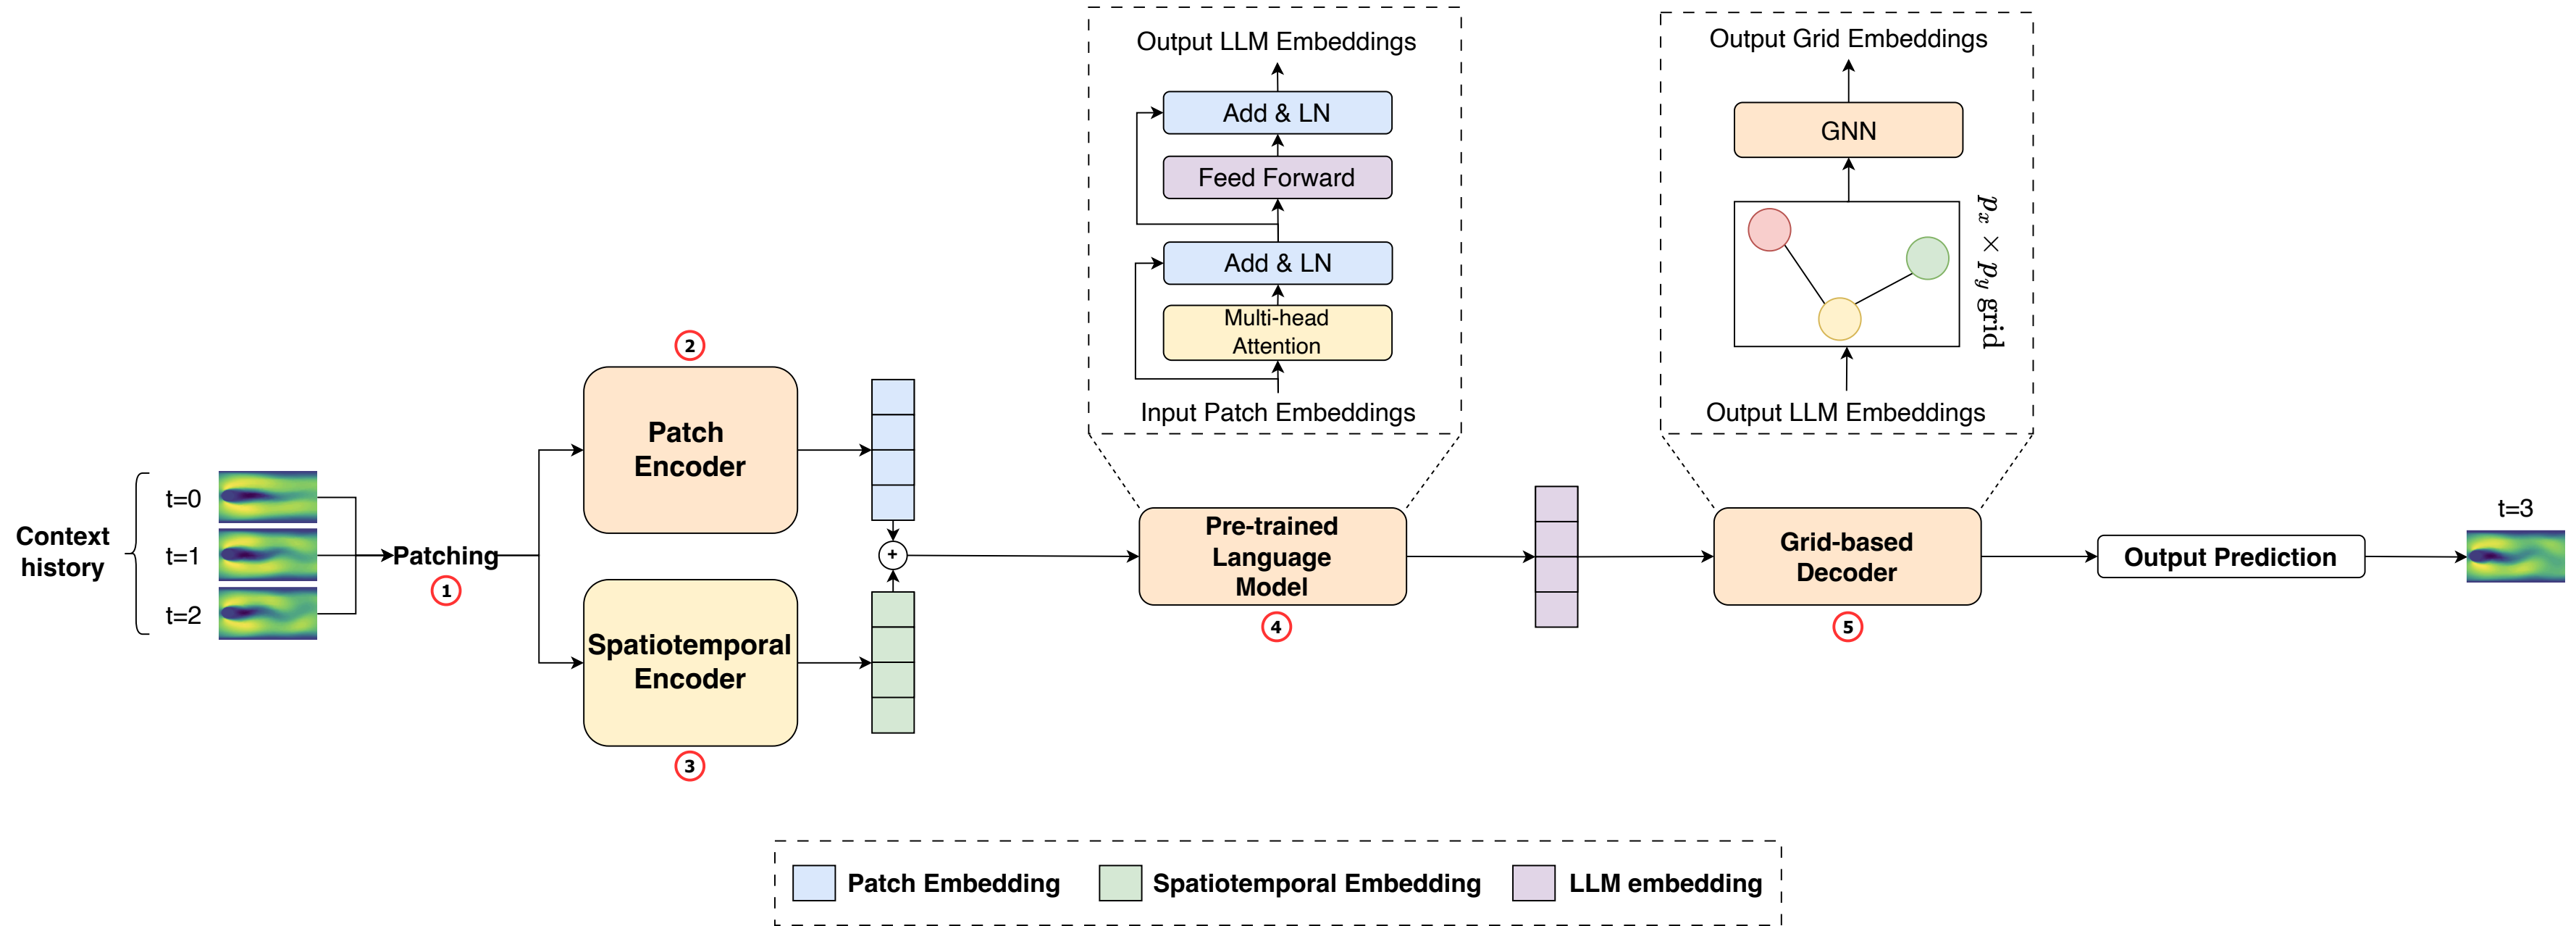 Context
history
t=0
t=1
t=2
Patching
1
2
Patch
Encoder
Spatiotemporal
Encoder
3
+
Output LLM Embeddings
Add & LN
Feed Forward
Add & LN
Multi-head
Attention
Input Patch Embeddings
Pre-trained
Language
Model
4
Output Grid Embeddings
GNN
p_x × p_y grid
Output LLM Embeddings
Grid-based
Decoder
5
Output Prediction
t=3
Patch Embedding
Spatiotemporal Embedding
LLM embedding